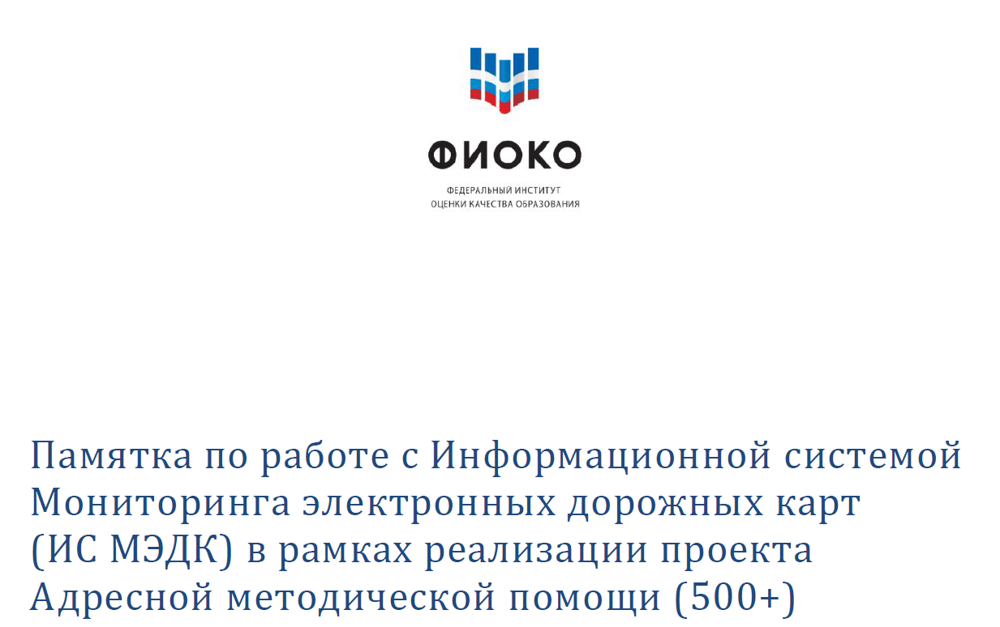 ФИОКО
ФЕДЕРАЛЬНЫЙ ИНСТИТУТ
ОЦЕНКИ КАЧЕСТВА ОБРАЗОВАНИЯ
Памятка по работе с Информационной системой
Мониторинга электронных дорожных карт
(ИС МЭДК) в рамках реализации проекта
Адресной методической помощи (500+)